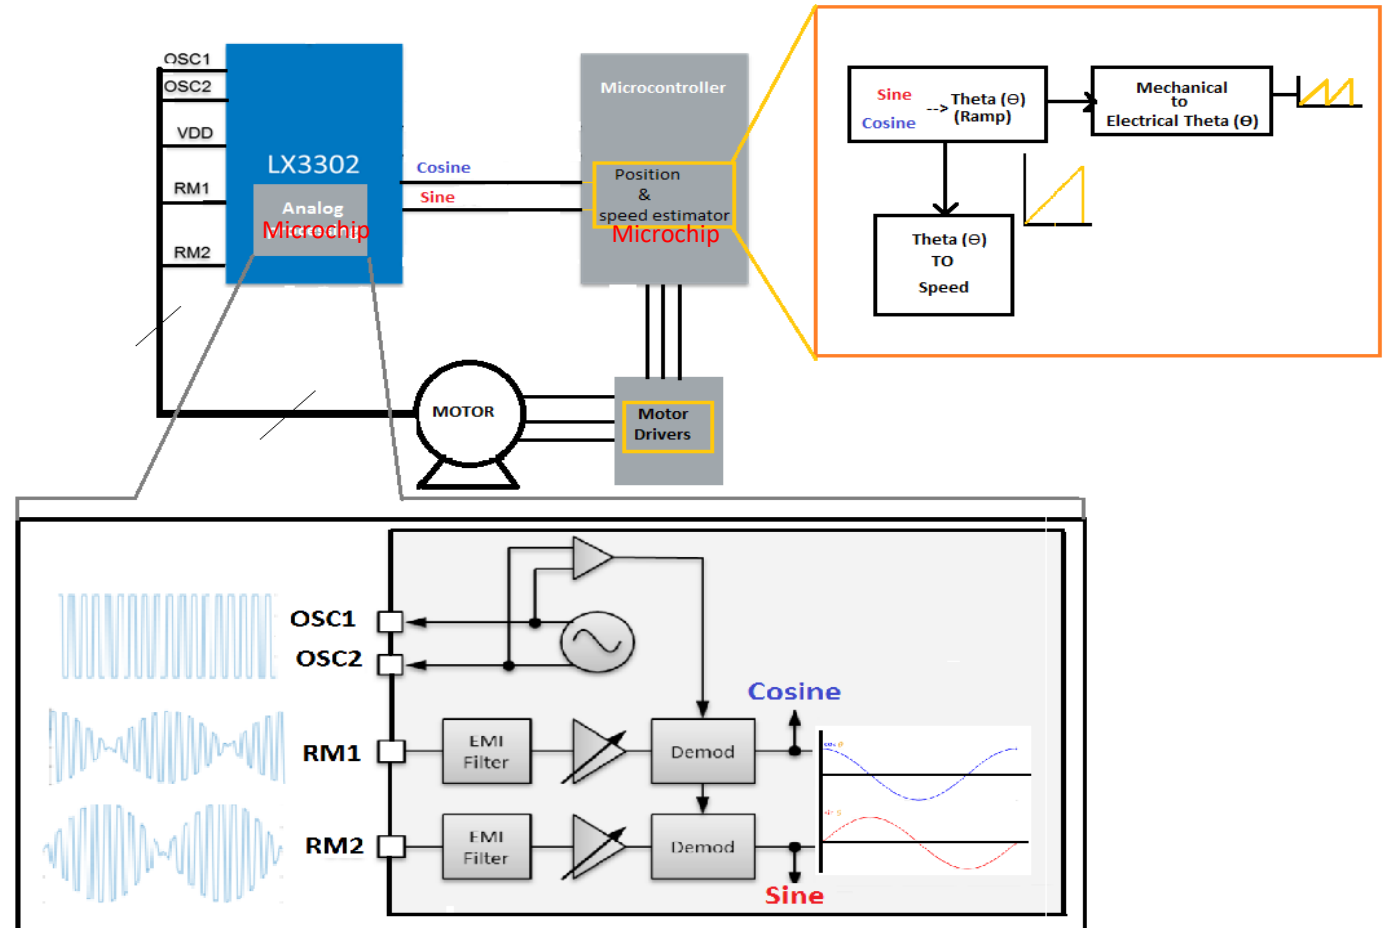 OSC1
OSC2
VDD
RM1
RM2
LX3302
Analog
processing
Microchip
Cosine
Sine
Microcontroller
Position
&
speed estimator
Microchip
Sine
Cosine
--> Theta (Θ)
(Ramp)
Mechanical
to
Electrical Theta (Θ)
Theta (Θ)
TO
Speed
MOTOR
Motor
Drivers
OSC1
OSC2
RM1
RM2
EMI
Filter
Demod
EMI
Filter
Demod
Cosine
Sine